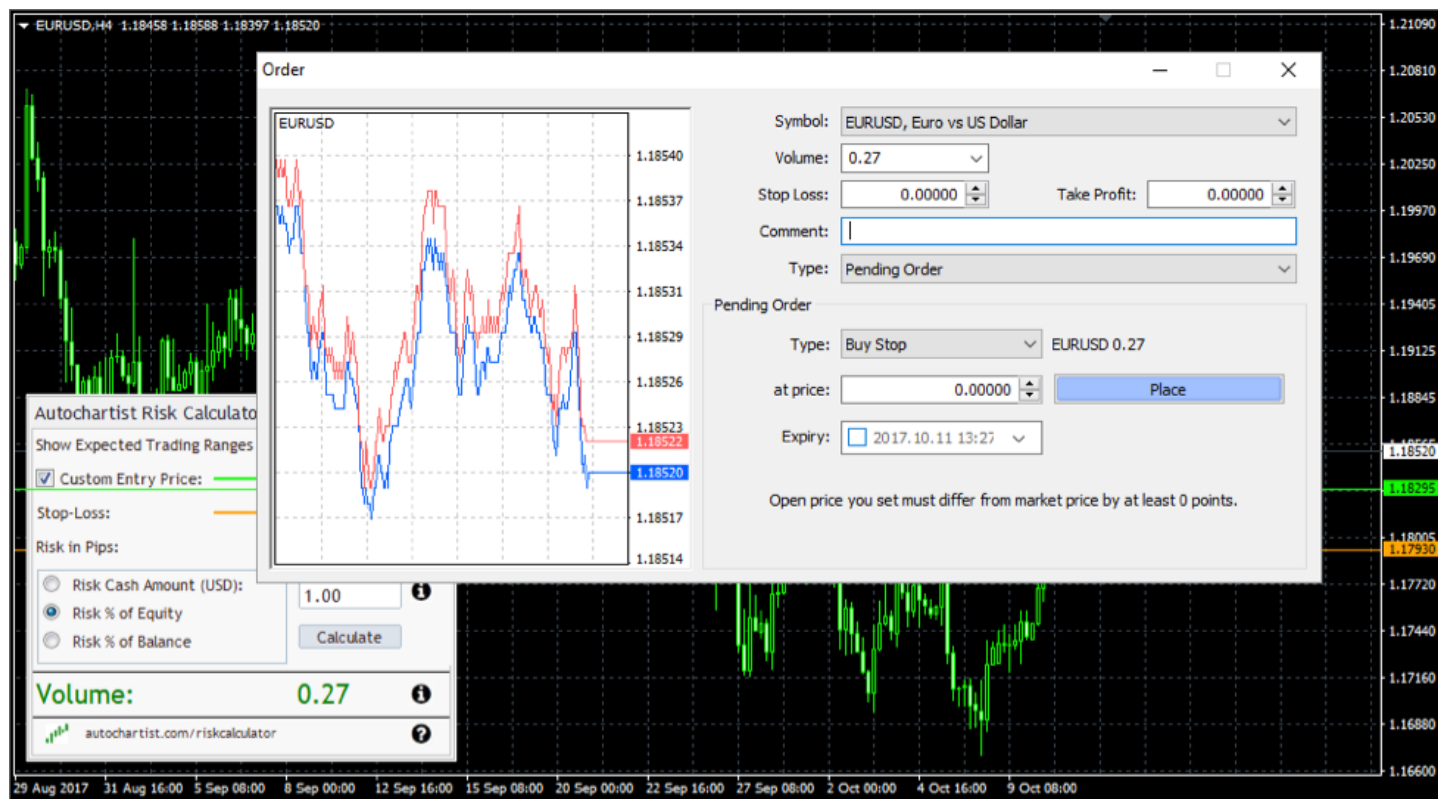 EURUSD,H4 1.18458 1.18588 1.18397 1.18520
Order
EURUSD
1.18540
1.18537
1.18534
1.18531
1.18529
1.18526
1.18523
1.18522
1.18520
1.18517
1.18514
Symbol: EURUSD, Euro vs US Dollar
Volume: 0.27
Stop Loss: 0.00000 Take Profit: 0.00000
Comment:
Type: Pending Order
Pending Order
Type: Buy Stop EURUSD 0.27
at price: 0.00000 Place
Expiry: 2017.10.11 13:27
Open price you set must differ from market price by at least 0 points.
Autochartist Risk Calculato
Show Expected Trading Ranges
Custom Entry Price:
Stop-Loss:
Risk in Pips:
Risk Cash Amount (USD):
Risk % of Equity
Risk % of Balance
1.00
Calculate
Volume: 0.27
autochartist.com/riskcalculator
1.21090
1.20810
1.20530
1.20250
1.19970
1.19690
1.19405
1.19125
1.18845
1.18565
1.18520
1.18295
1.18005
1.17930
1.17720
1.17440
1.17160
1.16880
1.16600
29 Aug 2017 31 Aug 16:00 5 Sep 08:00 8 Sep 00:00 12 Sep 16:00 15 Sep 08:00 20 Sep 00:00 22 Sep 16:00 27 Sep 08:00 2 Oct 00:00 4 Oct 16:00 9 Oct 08:00